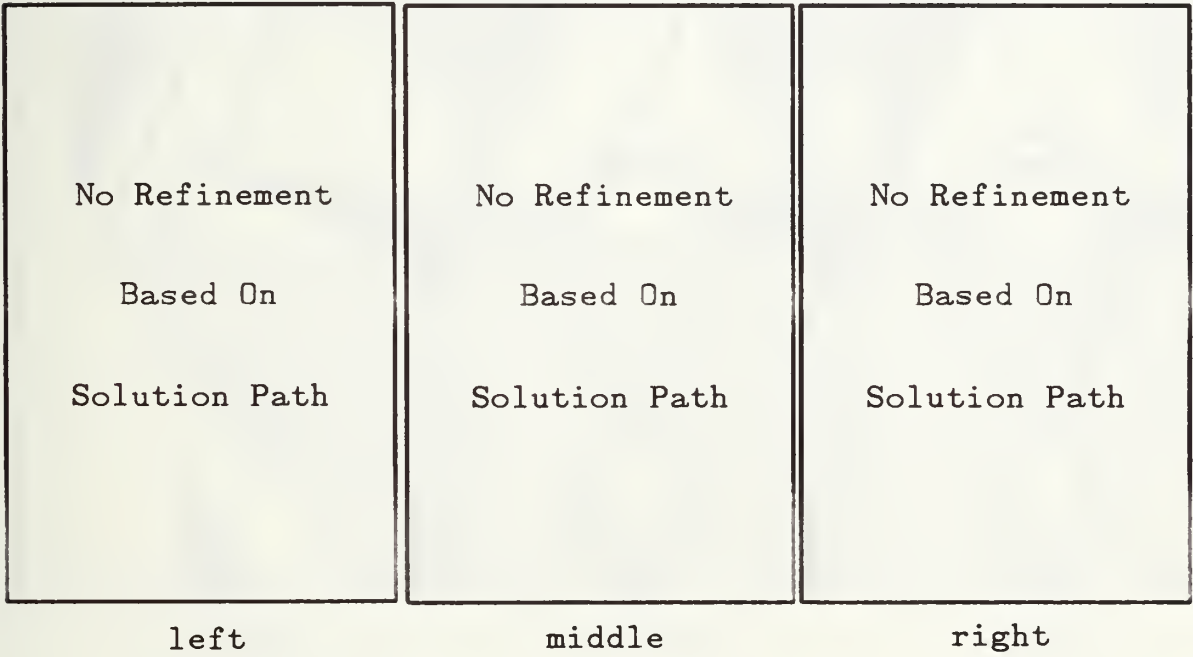 No Refinement
Based On
Solution Path
left
No Refinement
Based On
Solution Path
middle
No Refinement
Based On
Solution Path
right